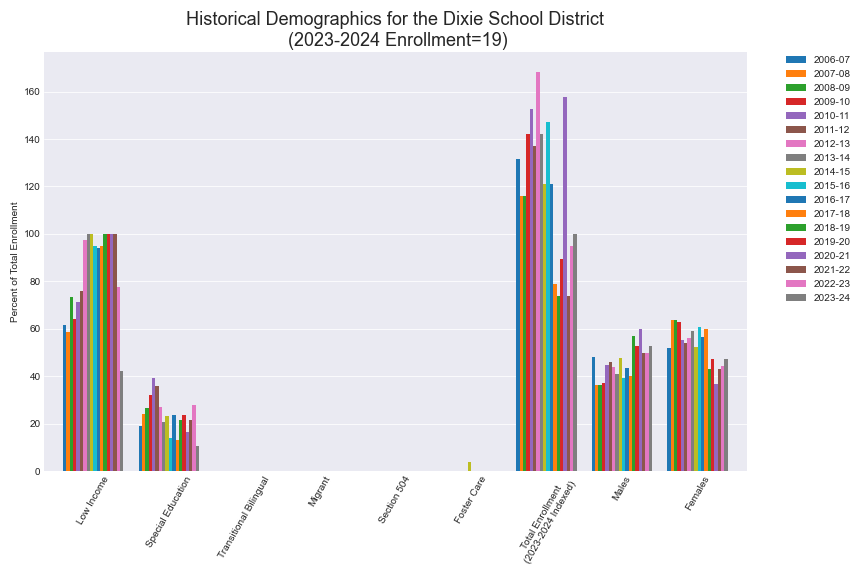 Historical Demographics for the Dixie School District
(2023-2024 Enrollment=19)
Percent of Total Enrollment
160
140
120
100
80
60
40
20
0
Low Income
Special Education
Transitional Bilingual
Migrant
Section 504
Foster Care
Total Enrollment
(2023-2024 Indexed)
Males
Females
2006-07
2007-08
2008-09
2009-10
2010-11
2011-12
2012-13
2013-14
2014-15
2015-16
2016-17
2017-18
2018-19
2019-20
2020-21
2021-22
2022-23
2023-24